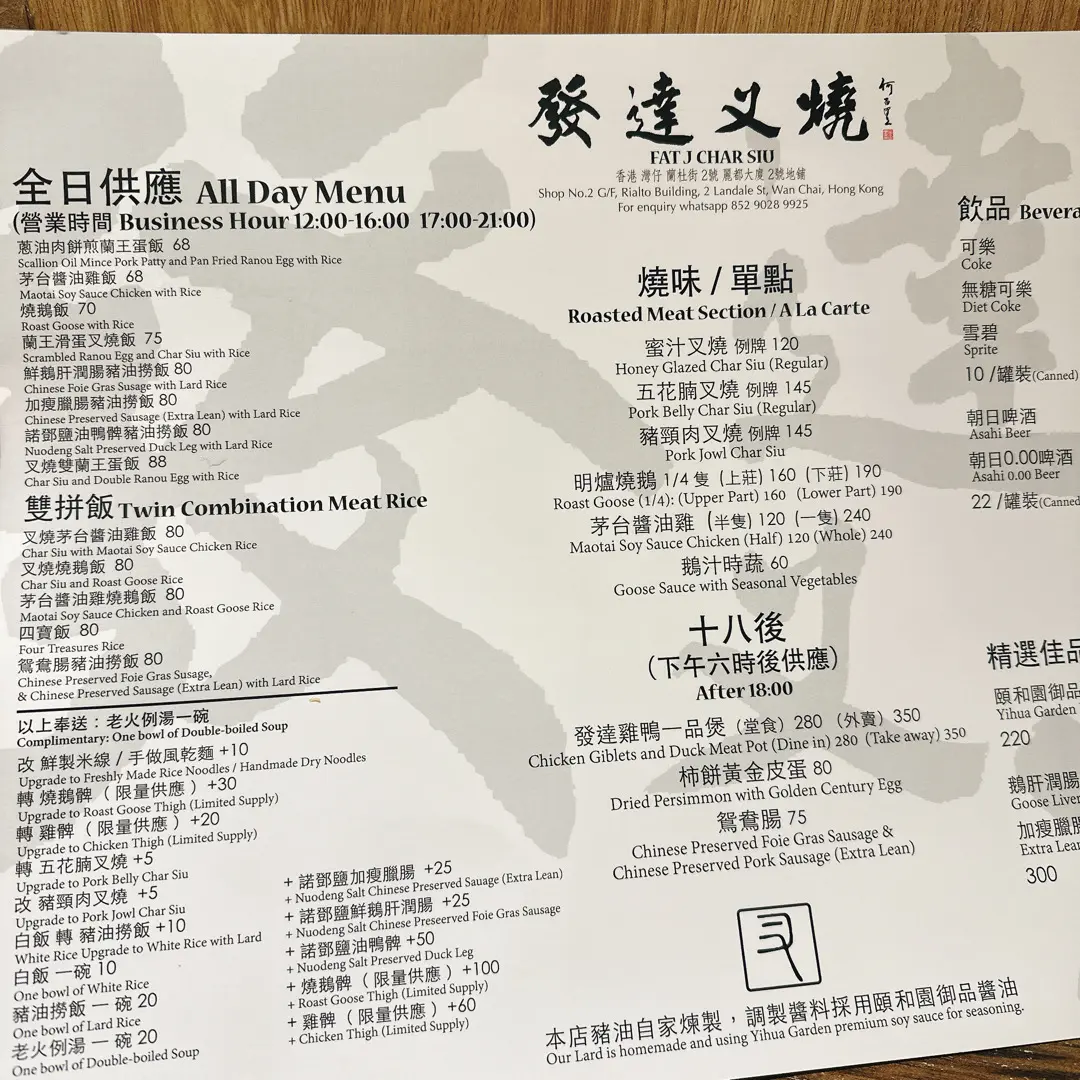 發達叉燒
FAT J CHAR SIU
香港 灣仔 蘭杜街 2號 麗都大廈 2號地鋪
Shop No.2 G/F, Rialto Building, 2 Landale St, Wan Chai, Hong Kong
For enquiry whatsapp 852 9028 9925
全日供應 All Day Menu
(營業時間 Business Hour 12:00-16:00 17:00-21:00)
蔥油肉餅煎蘭王蛋飯 68
Scallion Oil Mince Pork Patty and Pan Fried Ranou Egg with Rice
茅台醬油雞飯 68
Maotai Soy Sauce Chicken with Rice
燒鵝飯 70
Roast Goose with Rice
蘭王滑蛋叉燒飯 75
Scrambled Ranou Egg and Char Siu with Rice
鮮鵝肝潤腸豬油撈飯 80
Chinese Foie Gras Susage with Lard Rice
加瘦臘腸豬油撈飯 80
Chinese Preserved Sausage (Extra Lean) with Lard Rice
諾鄧鹽油鴨髀豬油撈飯 80
Nuodeng Salt Preserved Duck Leg with Lard Rice
叉燒雙蘭王蛋飯 88
Char Siu and Double Ranou Egg with Rice
雙拼飯 Twin Combination Meat Rice
叉燒茅台醬油雞飯 80
Char Siu with Maotai Soy Sauce Chicken Rice
叉燒燒鵝飯 80
Char Siu and Roast Goose Rice
茅台醬油雞燒鵝飯 80
Maotai Soy Sauce Chicken and Roast Goose Rice
四寶飯 80
Four Treasures Rice
鴛鴦腸豬油撈飯 80
Chinese Preserved Foie Gras Susage,
& Chinese Preserved Sausage (Extra Lean) with Lard Rice
以上奉送：老火例湯一碗
Complimentary: One bowl of Double-boiled Soup
改 鮮製米線 / 手做風乾麵 +10
Upgrade to Freshly Made Rice Noodles / Handmade Dry Noodles
轉 燒鵝髀（限量供應）+30
Upgrade to Roast Goose Thigh (Limited Supply)
轉 雞髀（限量供應）+20
Upgrade to Chicken Thigh (Limited Supply)
轉 五花腩叉燒 +5
Upgrade to Pork Belly Char Siu
改 豬頸肉叉燒 +5
Upgrade to Pork Jowl Char Siu
白飯 轉 豬油撈飯 +10
White Rice Upgrade to White Rice with Lard
白飯 一碗 10
One bowl of White Rice
豬油撈飯 一 碗 20
One bowl of Lard Rice
老火例湯 一 碗 20
One bowl of Double-boiled Soup
+ 諾鄧鹽加瘦臘腸 +25
+ Nuodeng Salt Chinese Preserved Sauage (Extra Lean)
+ 諾鄧鹽鮮鵝肝潤腸 +25
+ Nuodeng Salt Chinese Preseerved Foie Gras Sausage
+ 諾鄧鹽油鴨髀 +50
+ Nuodeng Salt Preserved Duck Leg
+ 燒鵝髀（限量供應）+100
+ Roast Goose Thigh (Limited Supply)
+ 雞髀（限量供應）+60
+ Chicken Thigh (Limited Supply)
燒味 / 單點
Roasted Meat Section / A La Carte
蜜汁叉燒 例牌 120
Honey Glazed Char Siu (Regular)
五花腩叉燒 例牌 145
Pork Belly Char Siu (Regular)
豬頸肉叉燒 例牌 145
Pork Jowl Char Siu
明爐燒鵝 1/4 隻 (上莊) 160 (下莊) 190
Roast Goose (1/4): (Upper Part) 160 (Lower Part) 190
茅台醬油雞 (半隻) 120 (一隻) 240
Maotai Soy Sauce Chicken (Half) 120 (Whole) 240
鵝汁時蔬 60
Goose Sauce with Seasonal Vegetables
十八後
(下午六時後供應)
After 18:00
發達雞鴨一品煲（堂食）280（外賣）350
Chicken Giblets and Duck Meat Pot (Dine in) 280 (Take away) 350
柿餅黃金皮蛋 80
Dried Persimmon with Golden Century Egg
鴛鴦腸 75
Chinese Preserved Foie Gras Sausage &
Chinese Preserved Pork Sausage (Extra Lean)
本店豬油自家煉製，調製醬料採用頤和園御品醬油
Our Lard is homemade and using Yihua Garden premium soy sauce for seasoning.
飲品 Bevera
可樂
Coke
無糖可樂
Diet Coke
雪碧
Sprite
10 /罐裝(Canned)
朝日啤酒
Asahi Beer
朝日0.00啤酒
Asahi 0.00 Beer
22 /罐裝(Canned
精選佳品
頤和園御品
Yihua Garden
220
鵝肝潤腸
Goose Liver
加瘦臘腸
Extra Lean
300